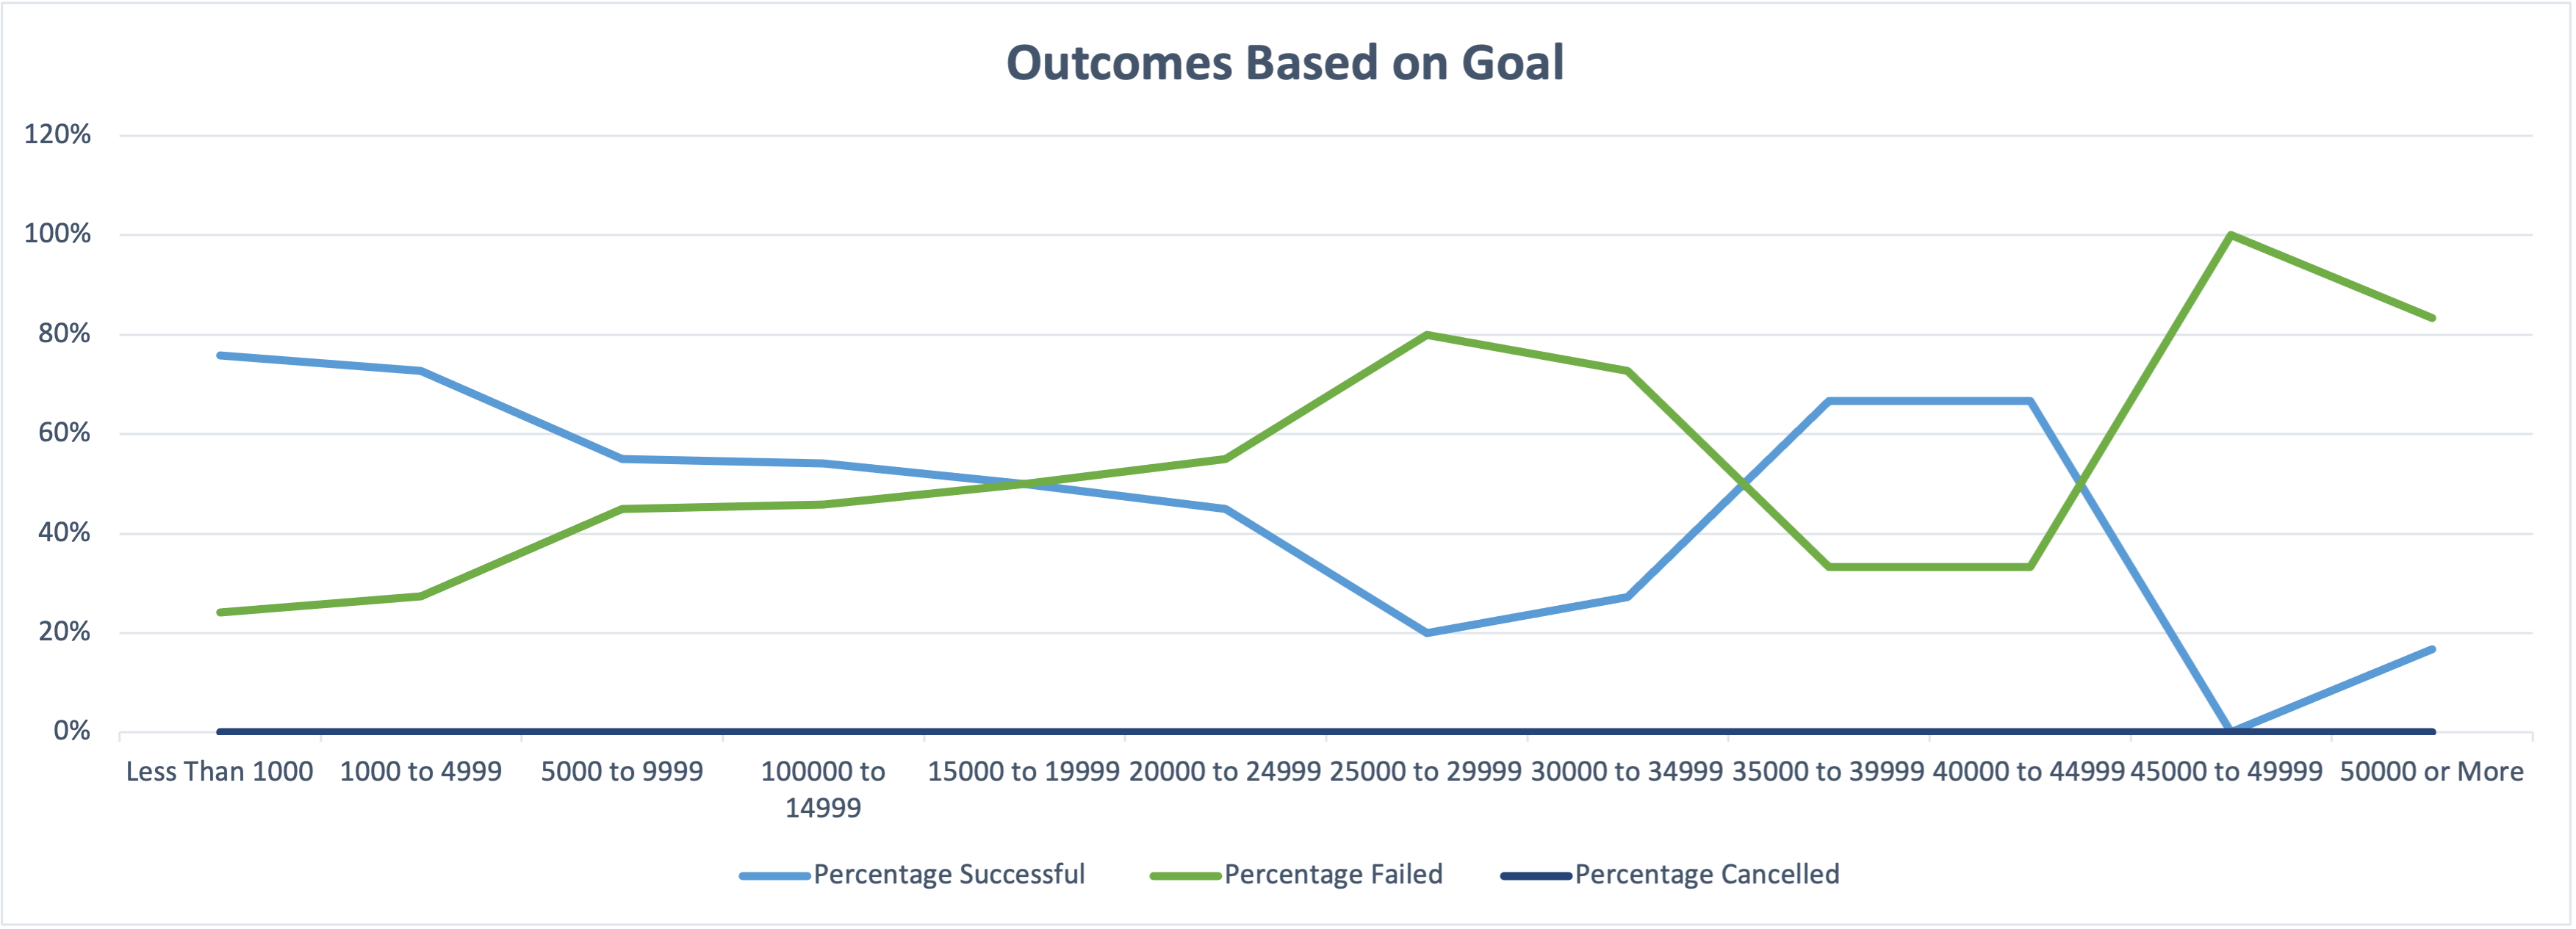 Outcomes Based on Goal
120%
100%
80%
60%
40%
20%
0%
Less Than 1000
1000 to 4999
5000 to 9999
100000 to
14999
15000 to 19999
20000 to 24999
25000 to 29999
30000 to 34999
35000 to 39999
40000 to 44999
45000 to 49999
50000 or More
Percentage Successful
Percentage Failed
Percentage Cancelled